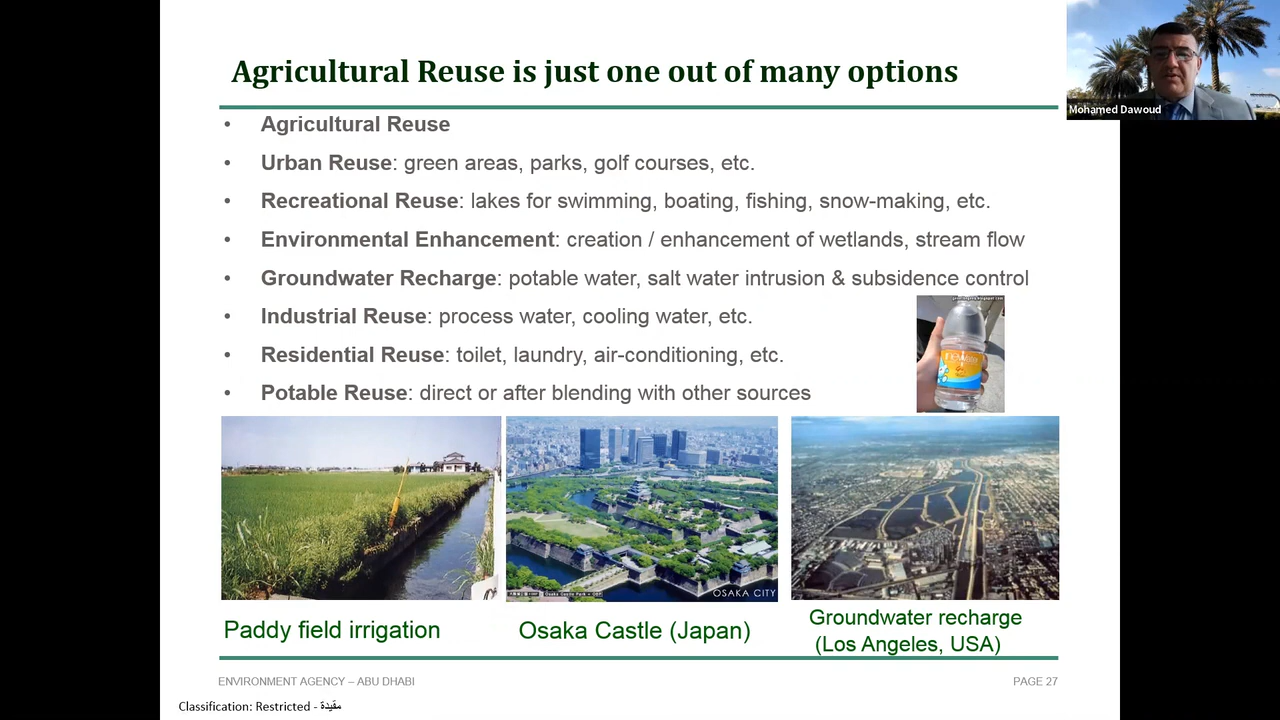 Agricultural Reuse is just one out of many options
Mohamed Dawoud
• Agricultural Reuse
• Urban Reuse: green areas, parks, golf courses, etc.
• Recreational Reuse: lakes for swimming, boating, fishing, snow-making, etc.
• Environmental Enhancement: creation / enhancement of wetlands, stream flow
• Groundwater Recharge: potable water, salt water intrusion & subsidence control
• Industrial Reuse: process water, cooling water, etc.
• Residential Reuse: toilet, laundry, air-conditioning, etc.
• Potable Reuse: direct or after blending with other sources
newater
OSAKA CITY
Paddy field irrigation
Osaka Castle (Japan)
Groundwater recharge
(Los Angeles, USA)
ENVIRONMENT AGENCY – ABU DHABI
PAGE 27
Classification: Restricted - مقيدة